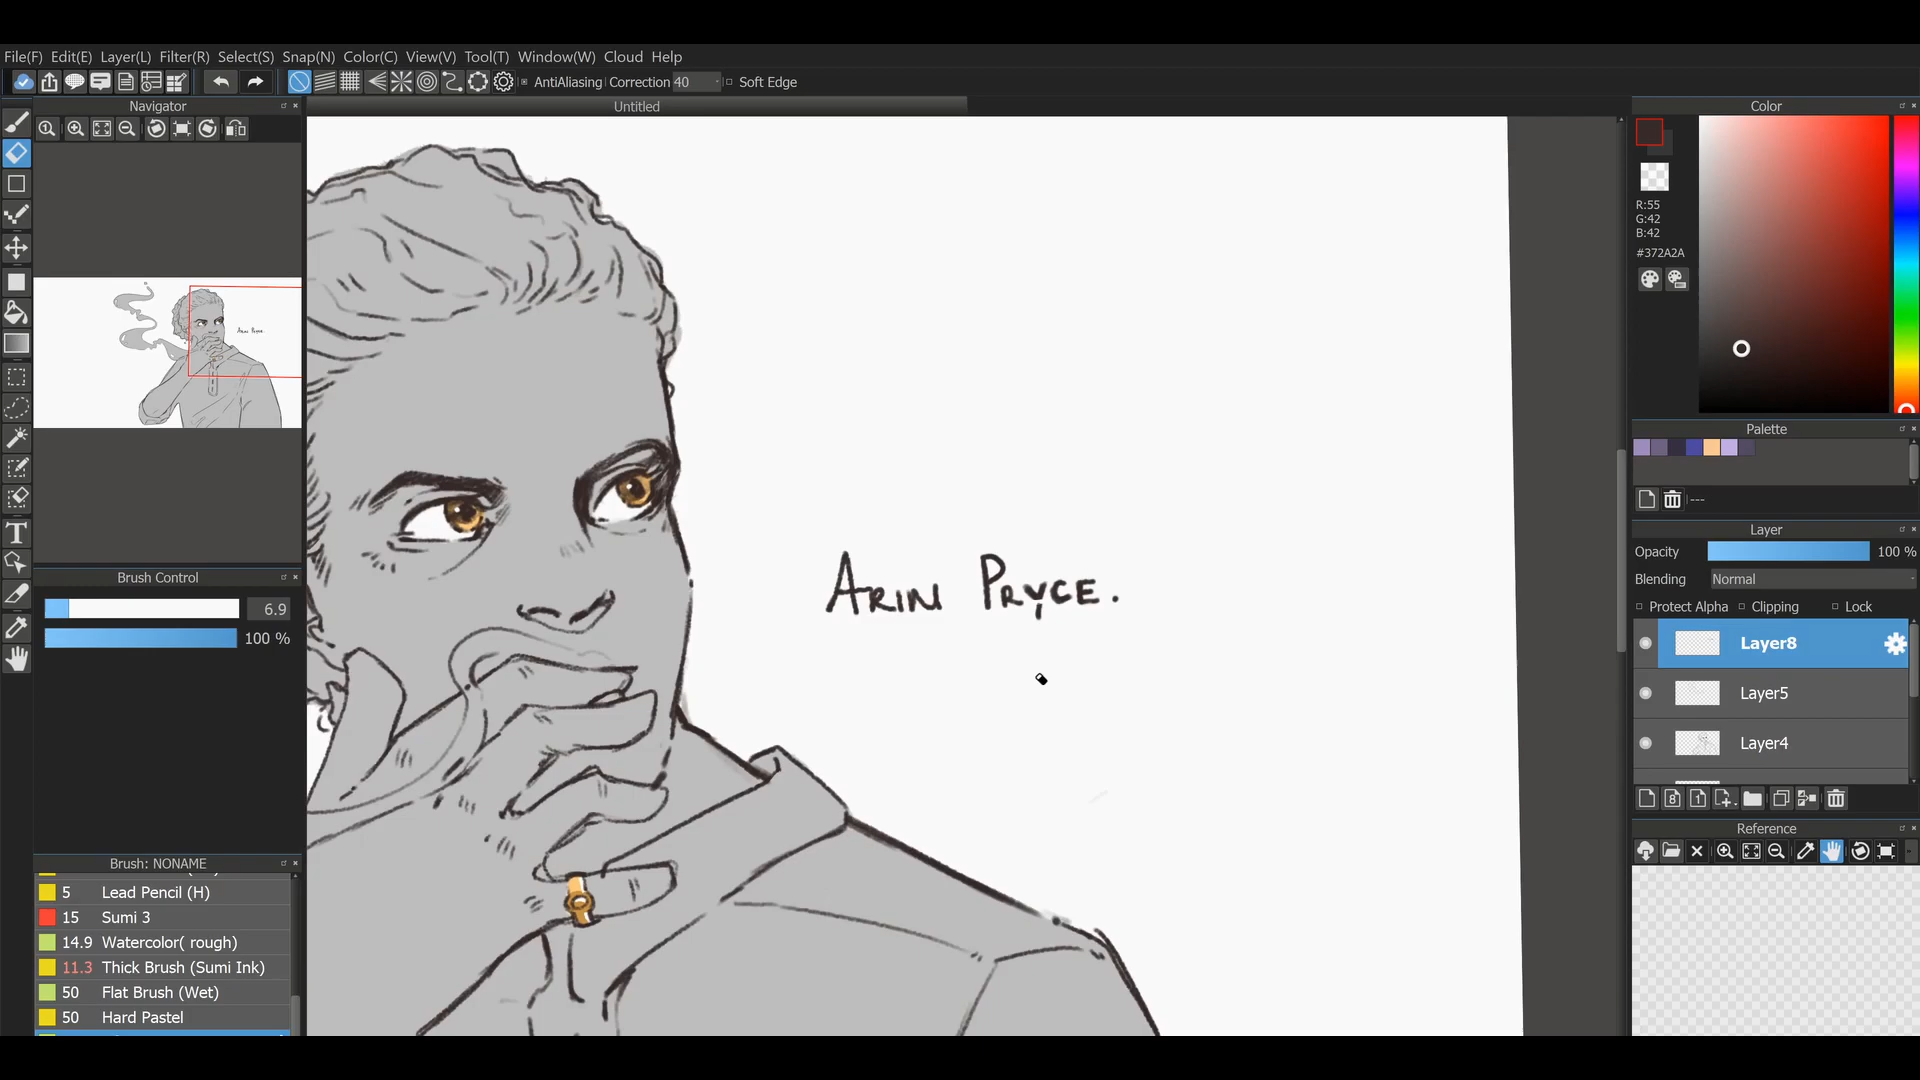 File(F) Edit(E) Layer(L) Filter(R) Select(S) Snap(N) Color(C) View(V) Tool(T) Window(W) Cloud Help
AntiAliasing Correction 40 Soft Edge
Navigator
Untitled
Color
R:55
G:42
B:42
#372A2A
Palette
---
Layer
Opacity 100 %
Blending Normal
Protect Alpha Clipping Lock
Layer8
Layer5
Layer4
Reference
Brush Control
6.9
100 %
Brush: NONAME
5 Lead Pencil (H)
15 Sumi 3
14.9 Watercolor( rough)
11.3 Thick Brush (Sumi Ink)
50 Flat Brush (Wet)
50 Hard Pastel
ARIN PRYCE.